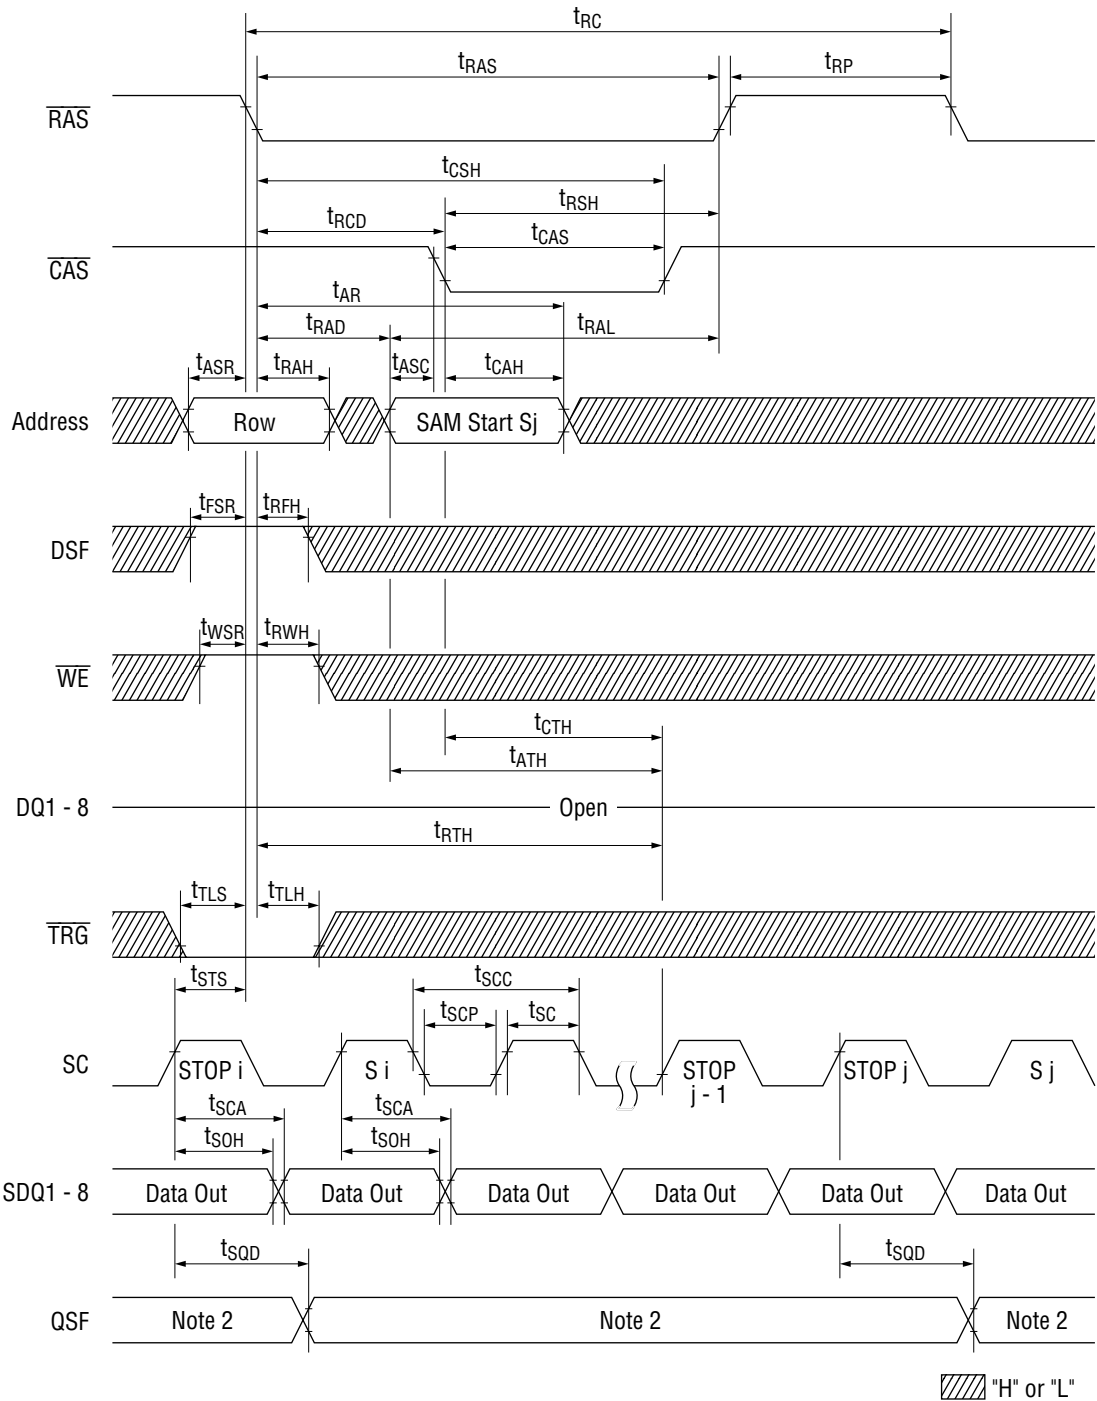 tRC
tRAS
tRP
RAS
tCSH
tRSH
tRCD
tCAS
CAS
tAR
tRAD
tRAL
tASR
tRAH
tASC
tCAH
Address
Row
SAM Start Sj
tFSR
tRFH
DSF
tWSR
tRWH
WE
tCTH
tATH
DQ1 - 8
Open
tRTH
tTLS
tTLH
TRG
tSTS
tSCC
tSCP
tSC
SC
STOP i
S i
STOP
j - 1
STOP j
S j
tSCA
tSCA
tSOH
tSOH
SDQ1 - 8
Data Out
Data Out
Data Out
Data Out
Data Out
Data Out
tSQD
tSQD
QSF
Note 2
Note 2
Note 2
"H" or "L"